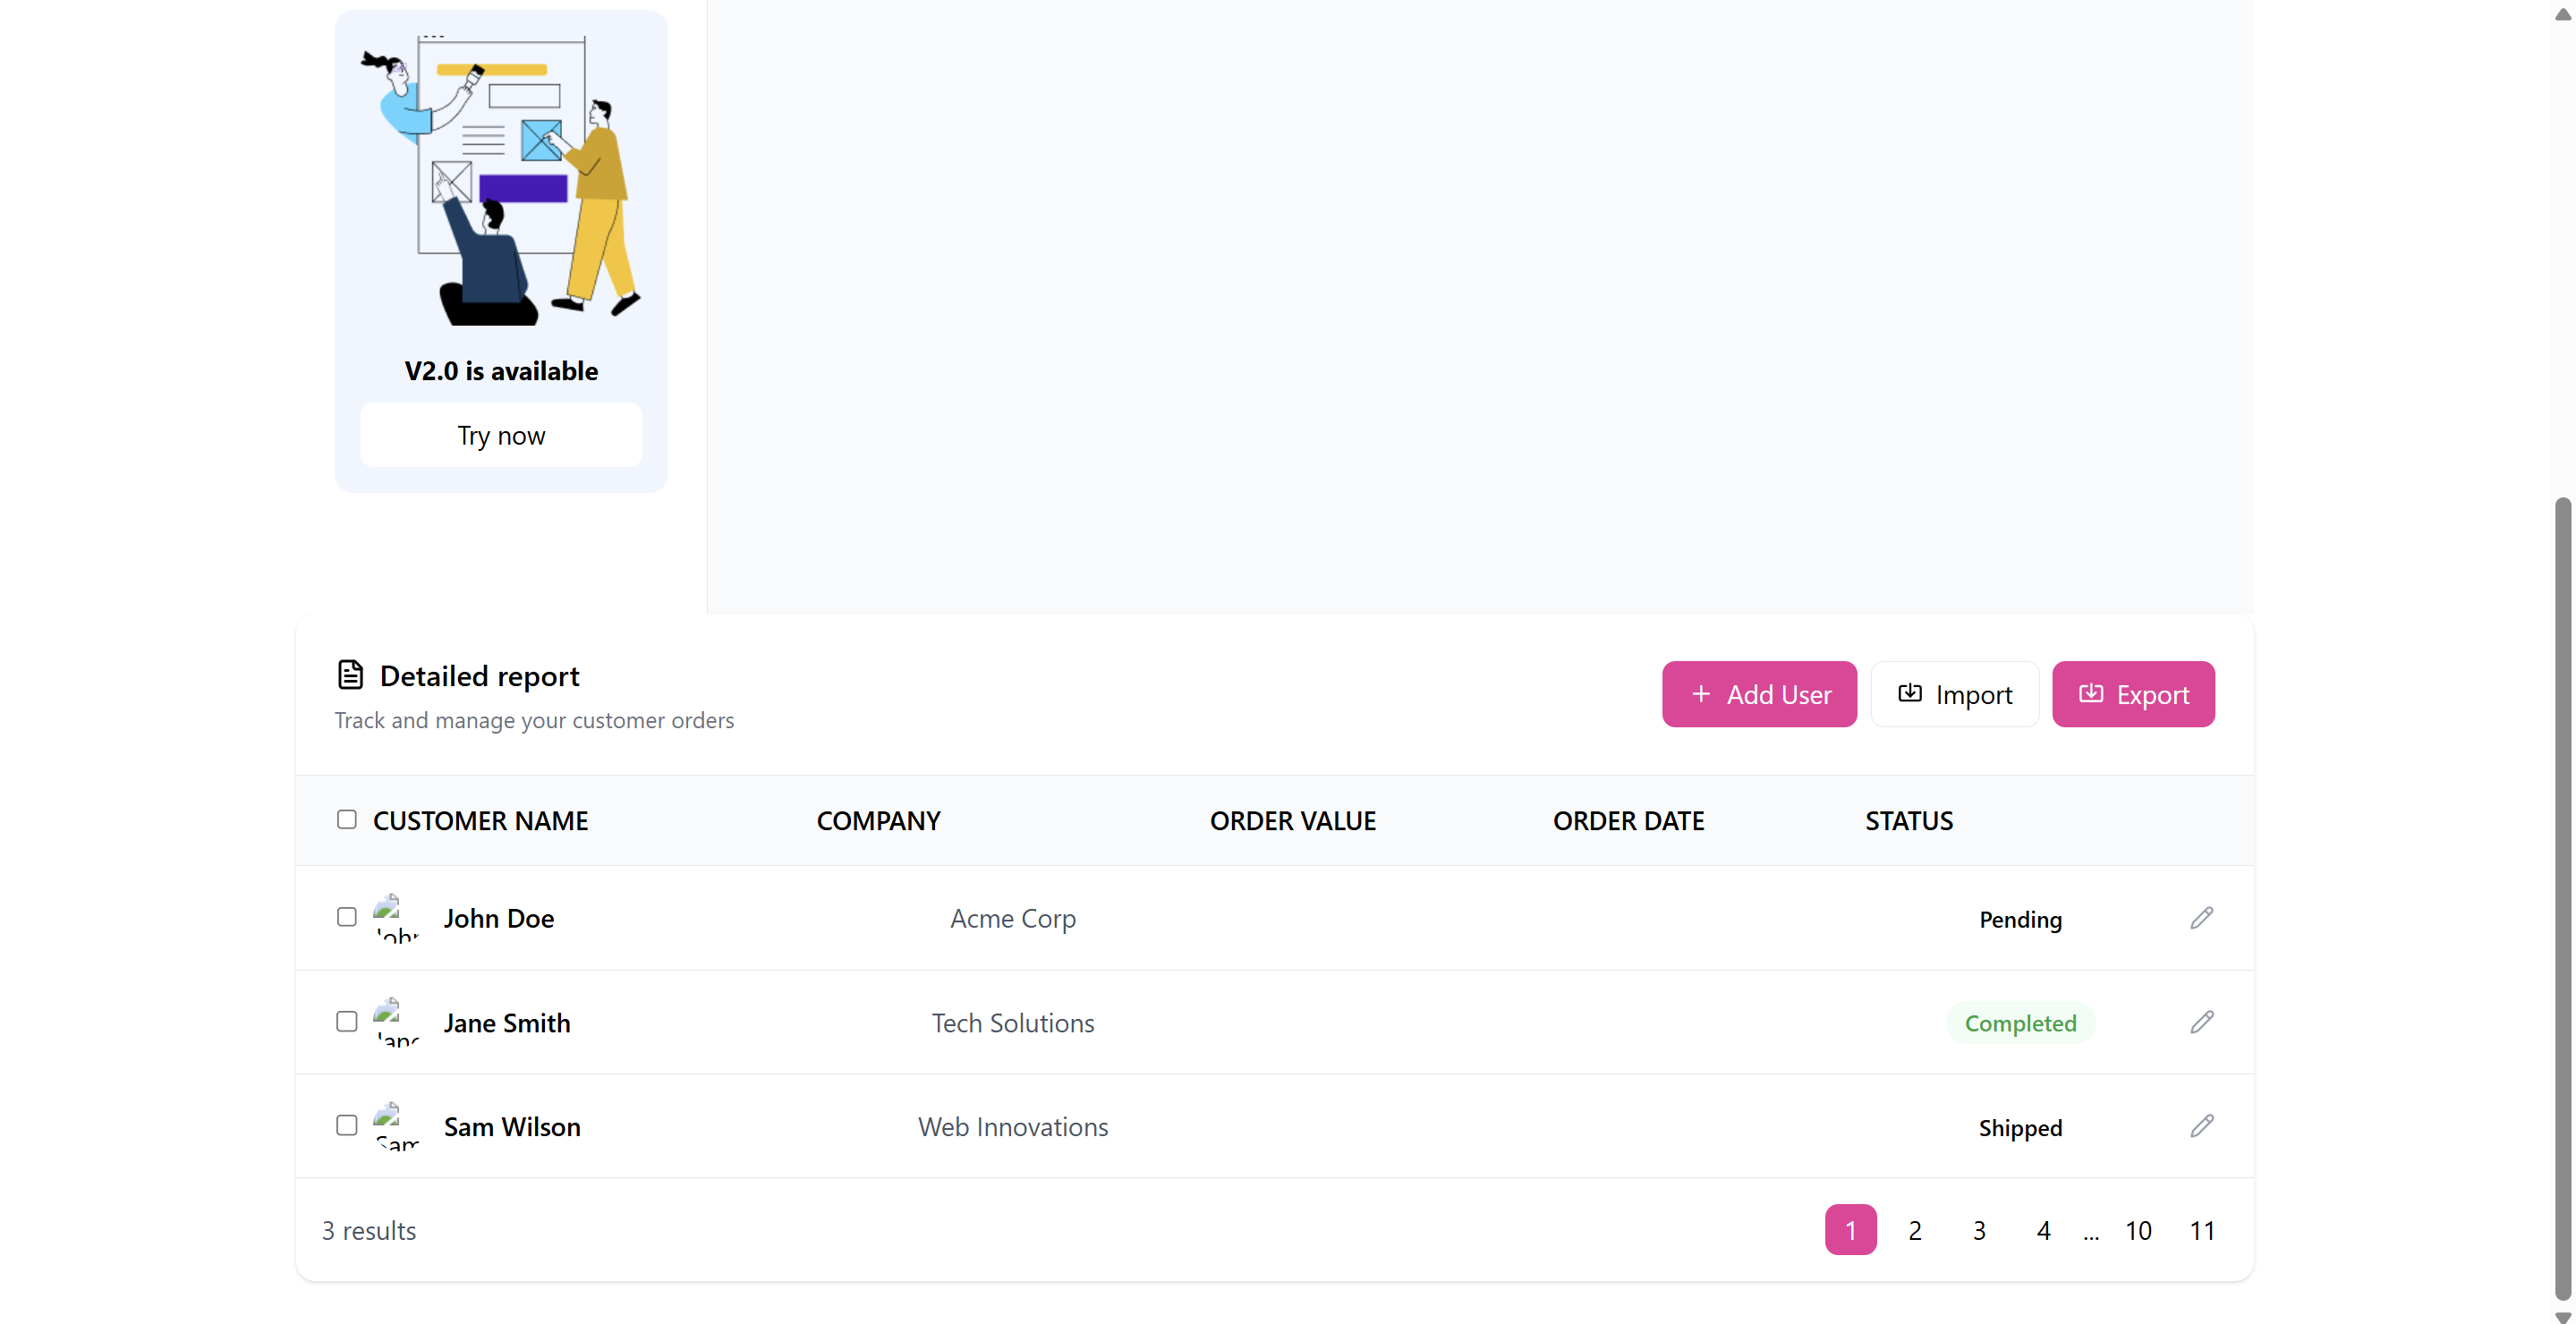 V2.0 is available
Try now
Detailed report
Track and manage your customer orders
Add User
Import
Export
CUSTOMER NAME COMPANY ORDER VALUE ORDER DATE STATUS
John Doe Acme Corp Pending
Jane Smith Tech Solutions Completed
Sam Wilson Web Innovations Shipped
3 results
1 2 3 4 ... 10 11